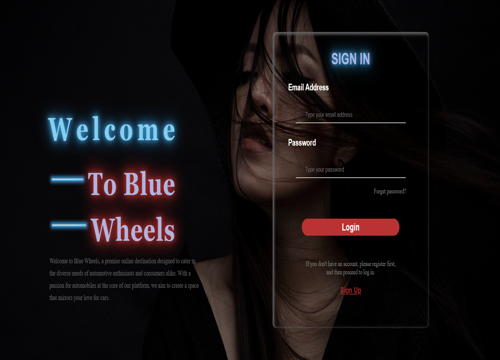 Welcome
To Blue
Wheels
Welcome to Blue Wheels, a premier online destination designed to cater to
the diverse needs of automotive enthusiasts and consumers alike. With a
passion for automobiles at the core of our platform, we aim to create a space
that mirrors your love for cars.
SIGN IN
Email Address
Type your email address
Password
Type your password
Forgot password?
Login
If you don't have an account, please register first,
and then proceed to log in.
Sign Up